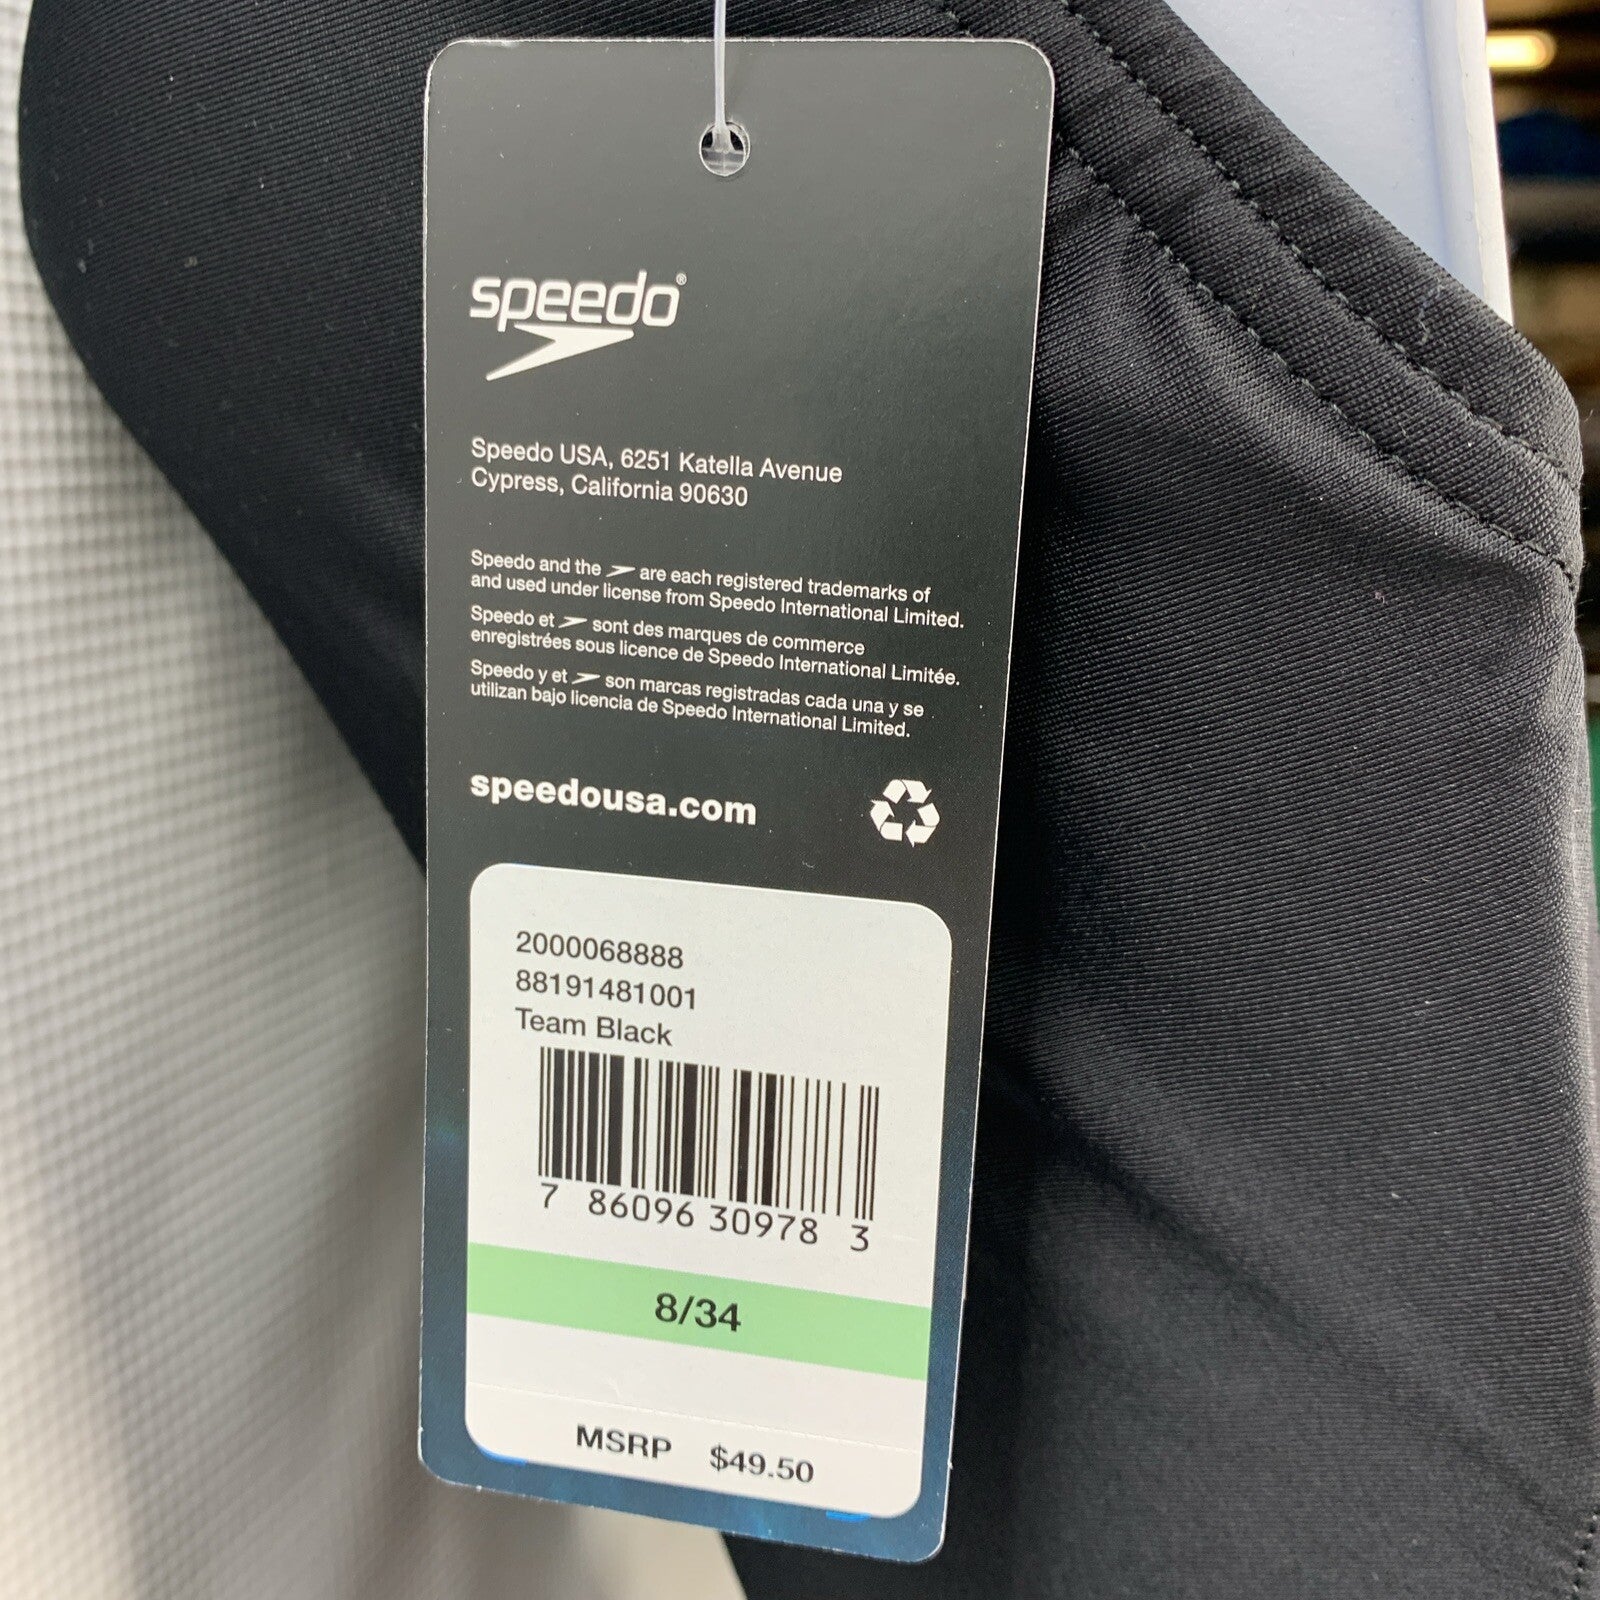 speedo®
Speedo USA, 6251 Katella Avenue
Cypress, California 90630
Speedo and the are each registered trademarks of
and used under license from Speedo International Limited.
Speedo et sont des marques de commerce
enregistrées sous licence de Speedo International Limitée.
Speedo y et son marcas registradas cada una y se
utilizan bajo licencia de Speedo International Limited.
speedousa.com
2000068888
88191481001
Team Black
7 86096 30978 3
8/34
MSRP $49.50